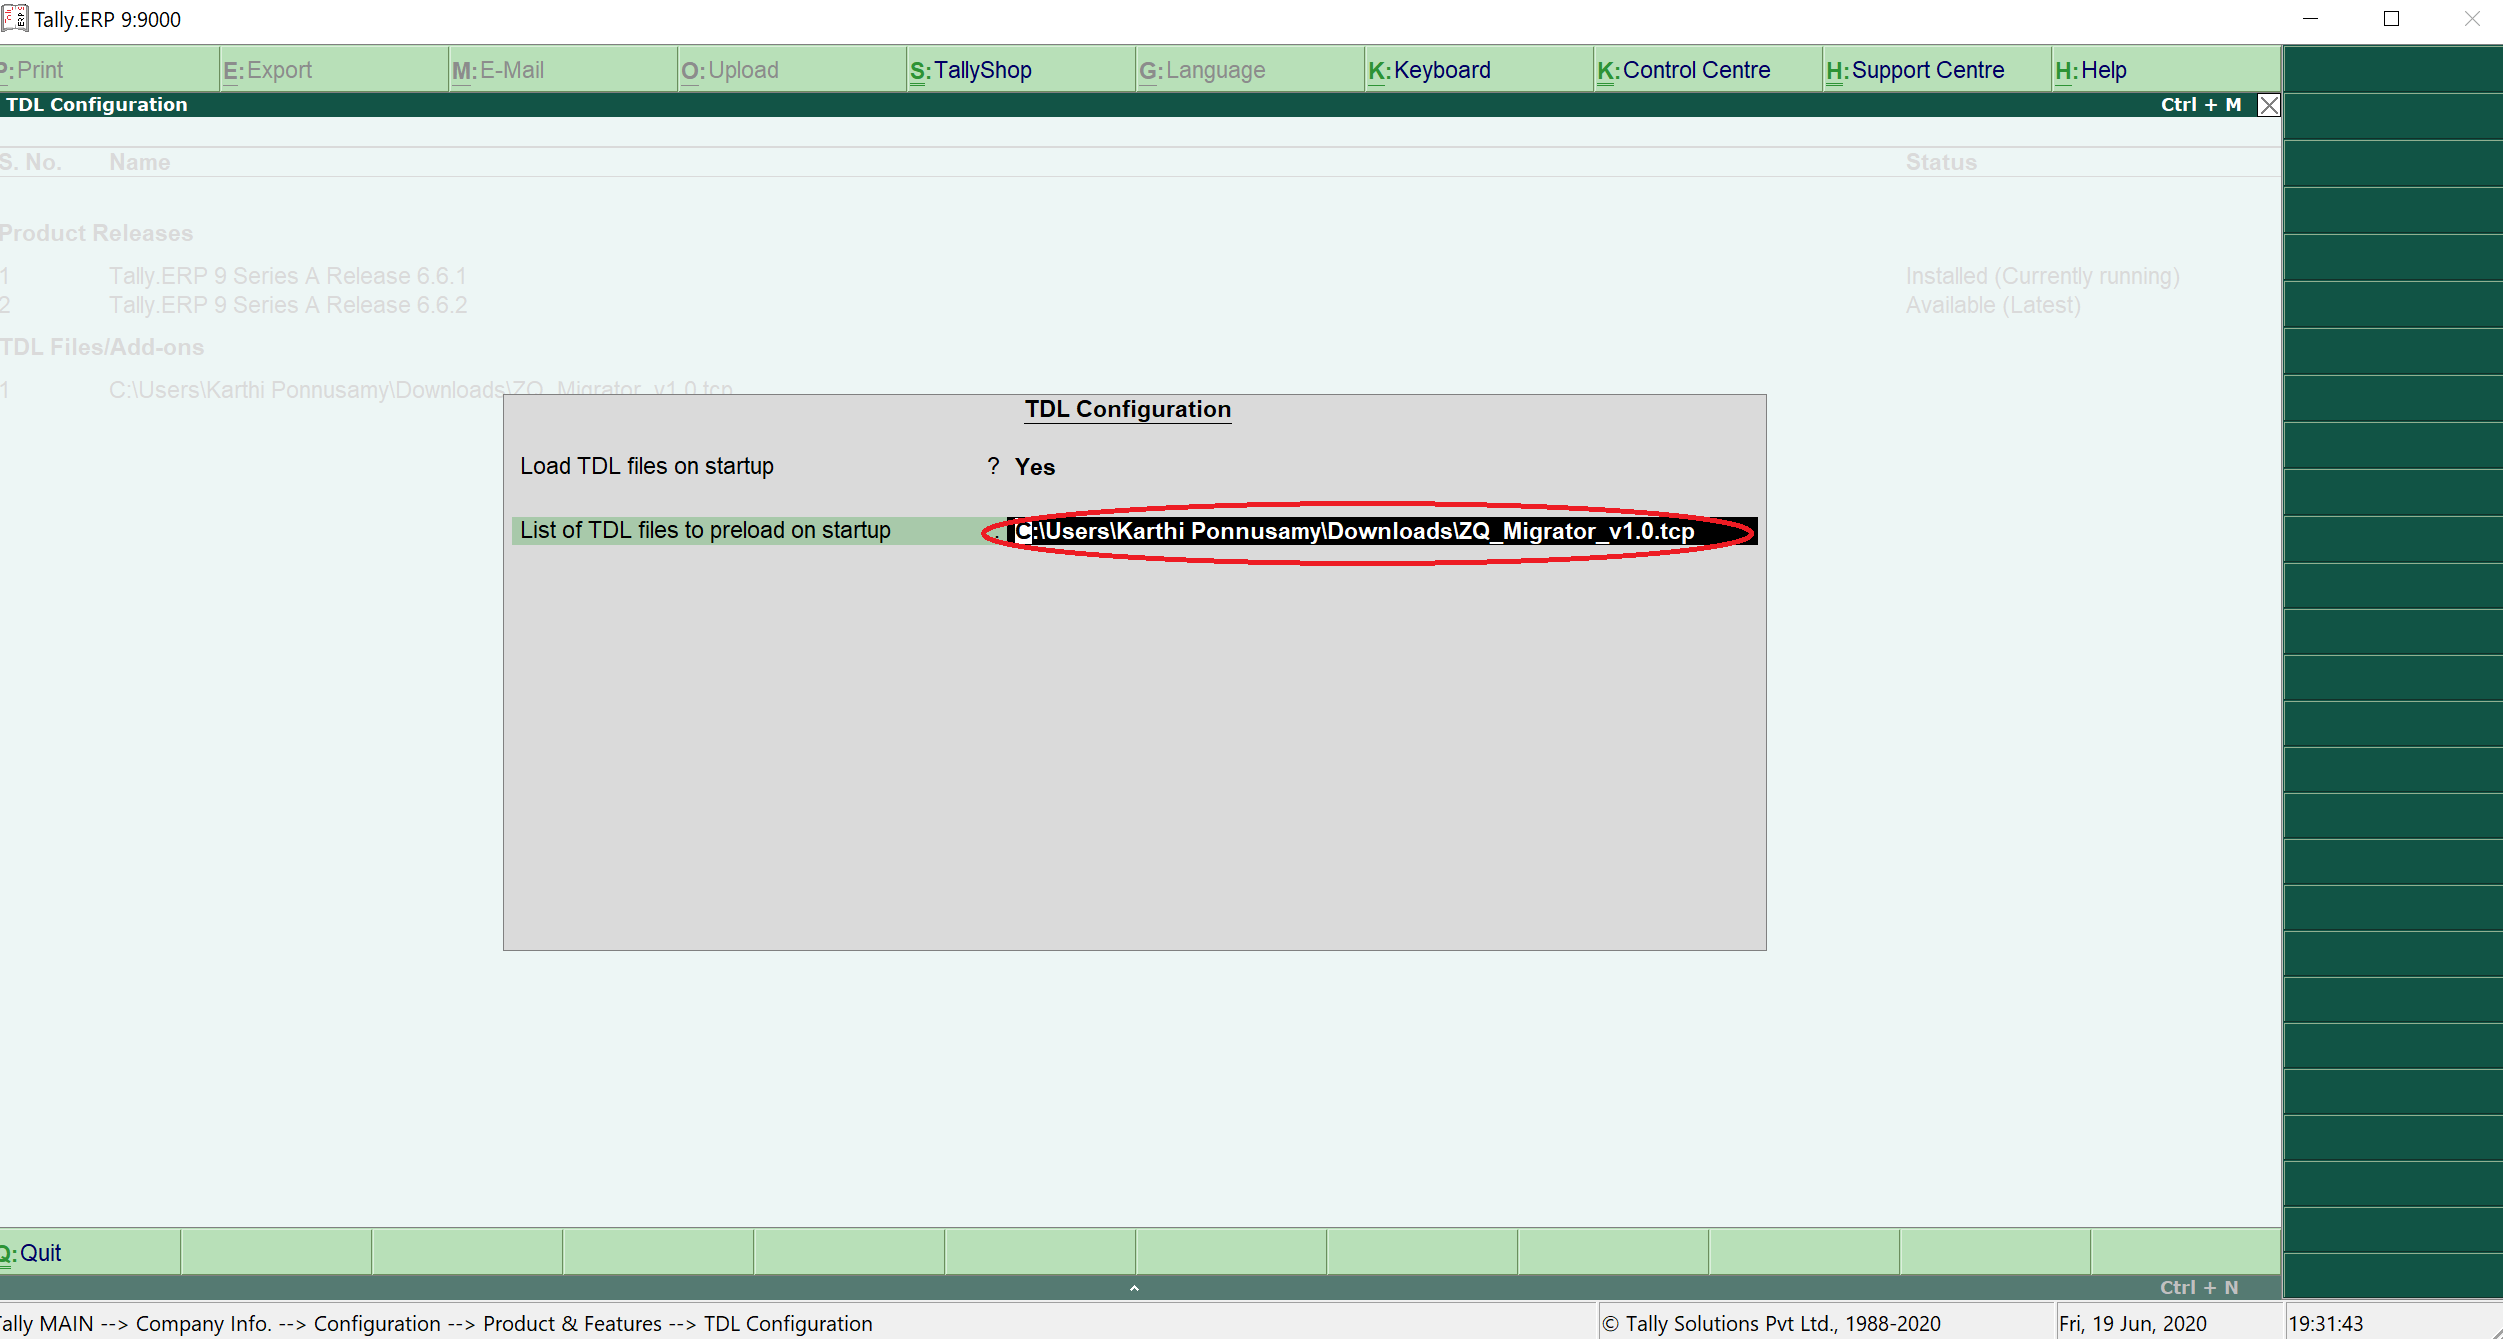 Tally.ERP 9:9000
P: Print E: Export M: E-Mail O: Upload S: TallyShop G: Language K: Keyboard K: Control Centre H: Support Centre H: Help
TDL Configuration Ctrl + M
S. No. Name Status
Product Releases
1 Tally.ERP 9 Series A Release 6.6.1 Installed (Currently running)
2 Tally.ERP 9 Series A Release 6.6.2 Available (Latest)
TDL Files/Add-ons
1 C:\Users\Karthi Ponnusamy\Downloads\ZQ_Migrator_v1.0.tcp
TDL Configuration
Load TDL files on startup ? Yes
List of TDL files to preload on startup : C:\Users\Karthi Ponnusamy\Downloads\ZQ_Migrator_v1.0.tcp
Q: Quit
Ctrl + N
Tally MAIN --> Company Info. --> Configuration --> Product & Features --> TDL Configuration © Tally Solutions Pvt Ltd., 1988-2020 Fri, 19 Jun, 2020 19:31:43